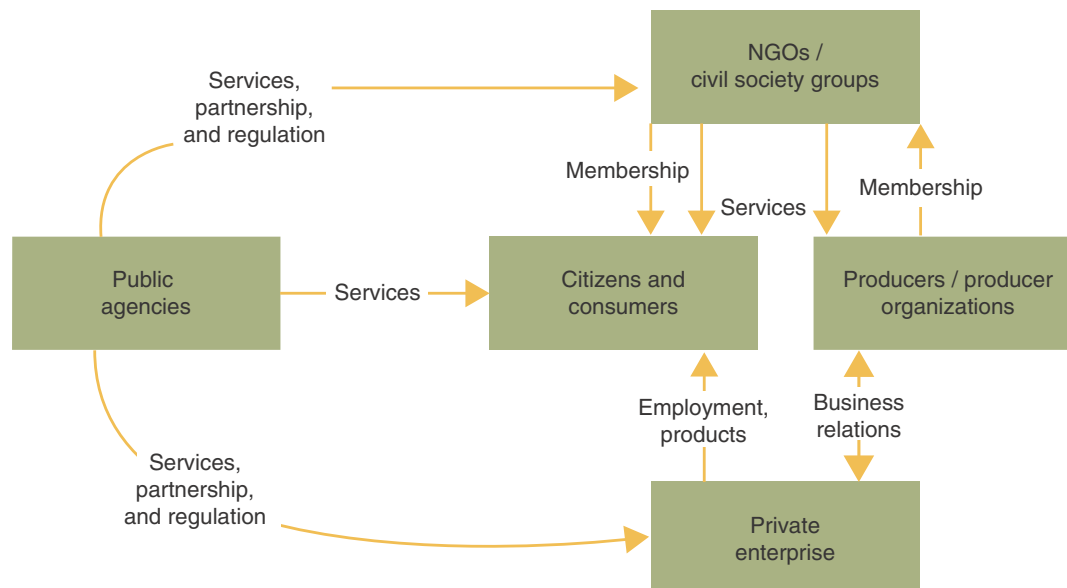 NGOs /
civil society groups
Services,
partnership,
and regulation
Membership
Membership
Services
Public
agencies
Services
Citizens and
consumers
Producers / producer
organizations
Employment,
products
Business
relations
Services,
partnership,
and regulation
Private
enterprise